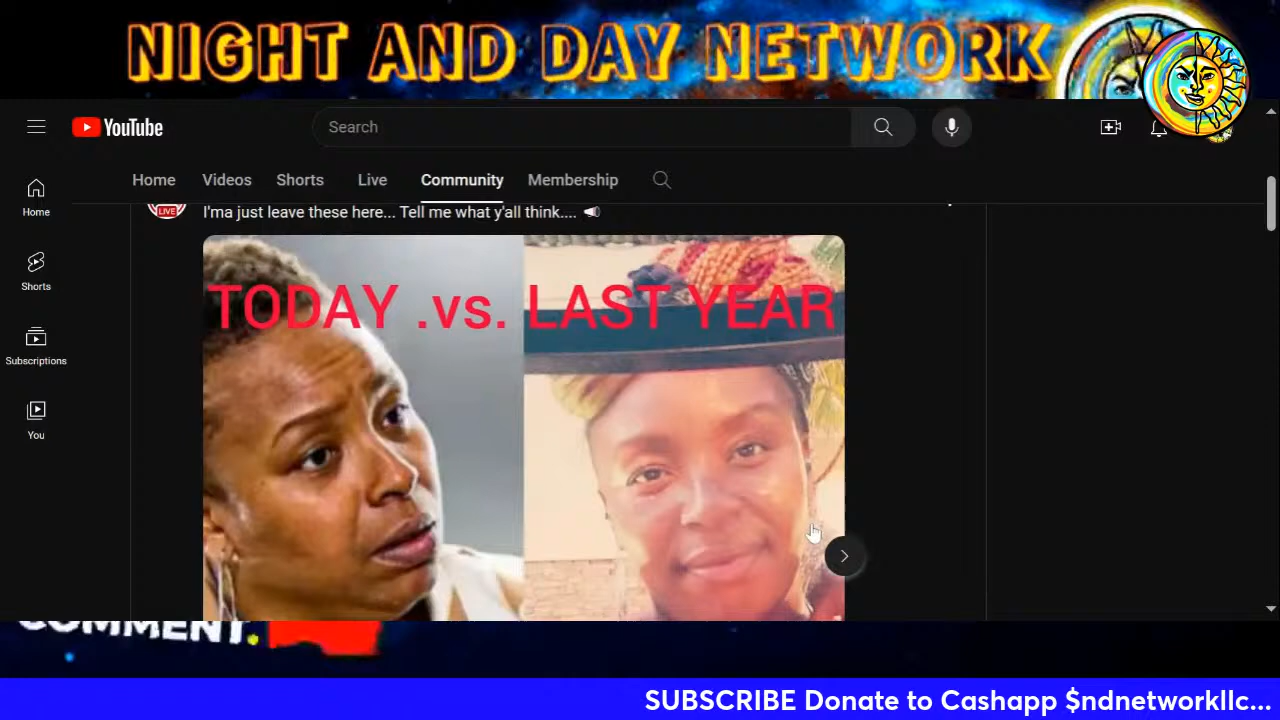 NIGHT AND DAY NETWORK
YouTube
Search
Home Videos Shorts Live Community Membership
Home
Shorts
Subscriptions
You
LIVE
I'ma just leave these here... Tell me what y'all think.... 📣
TODAY .vs. LAST YEAR
COMMENT.
SUBSCRIBE Donate to Cashapp $ndnetworkllc...